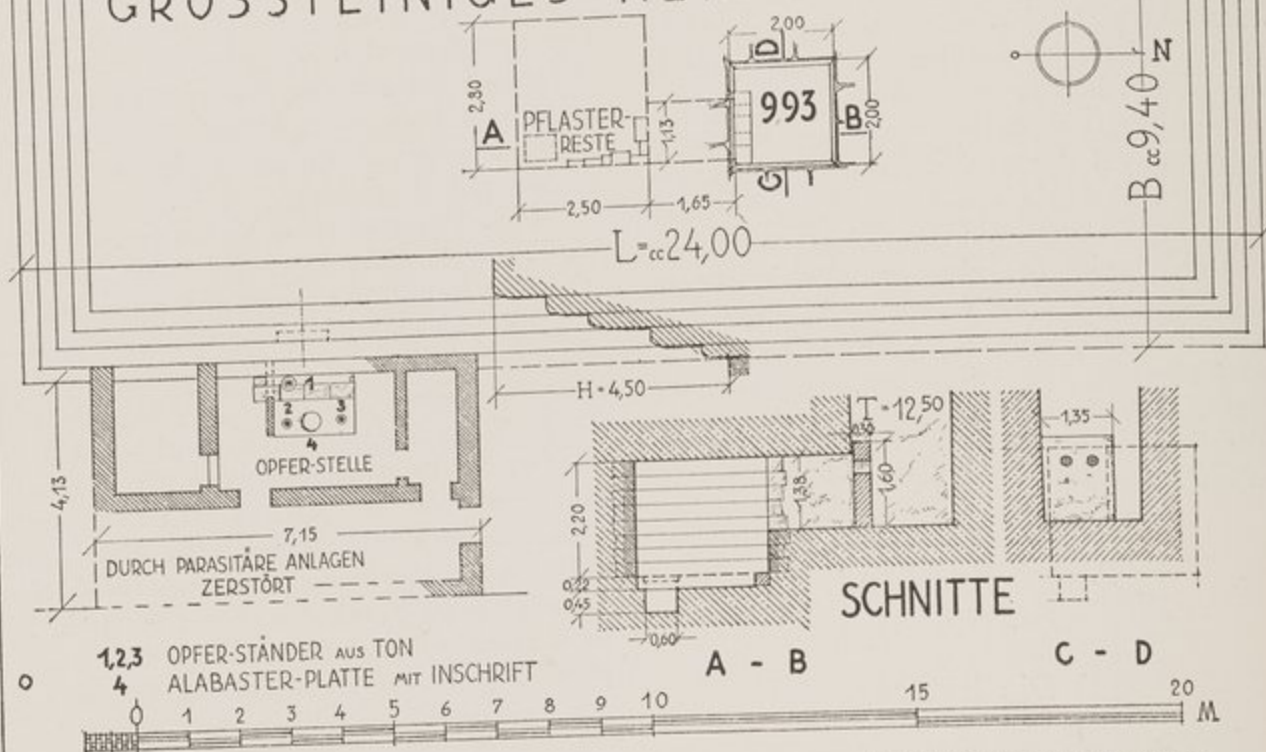 2,00
D
N
2,80
993
A
PFLASTER-
RESTE
1,13
B
2,00
G
B cc 9,40
2,50
1,65
L = cc 24,00
H = 4,50
1
2
3
4
OPFER-STELLE
4,13
7,15
DURCH PARASITÄRE ANLAGEN
ZERSTÖRT
T = 12,50
0,30
1,38
1,60
2,20
0,22
0,45
0,60
1,35
SCHNITTE
A - B
C - D
1,2,3 OPFER-STÄNDER AUS TON
4 ALABASTER-PLATTE MIT INSCHRIFT
0 1 2 3 4 5 6 7 8 9 10 15 20 M